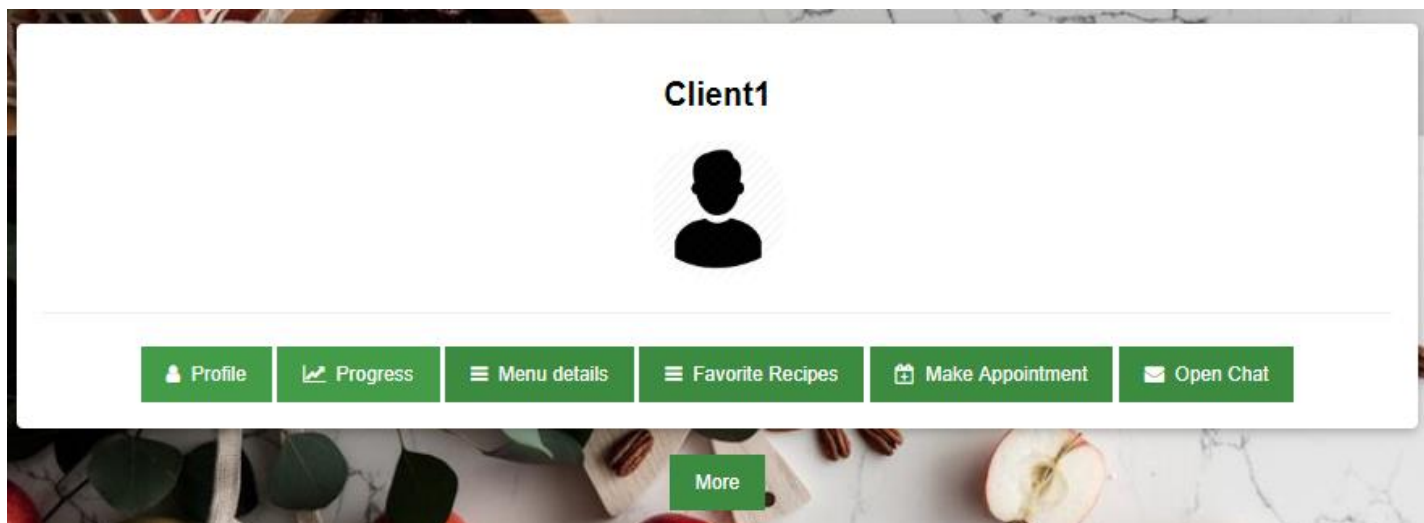 Client1
Profile Progress Menu details Favorite Recipes Make Appointment Open Chat
More